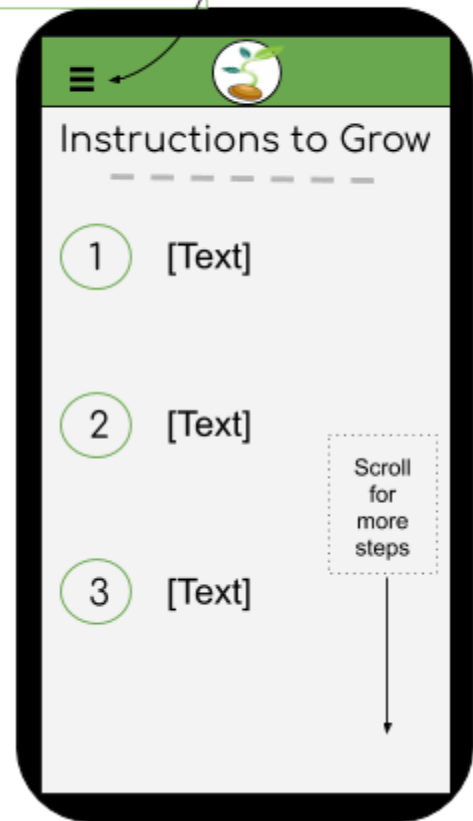 Instructions to Grow
1 [Text]
2 [Text]
Scroll
for
more
steps
3 [Text]